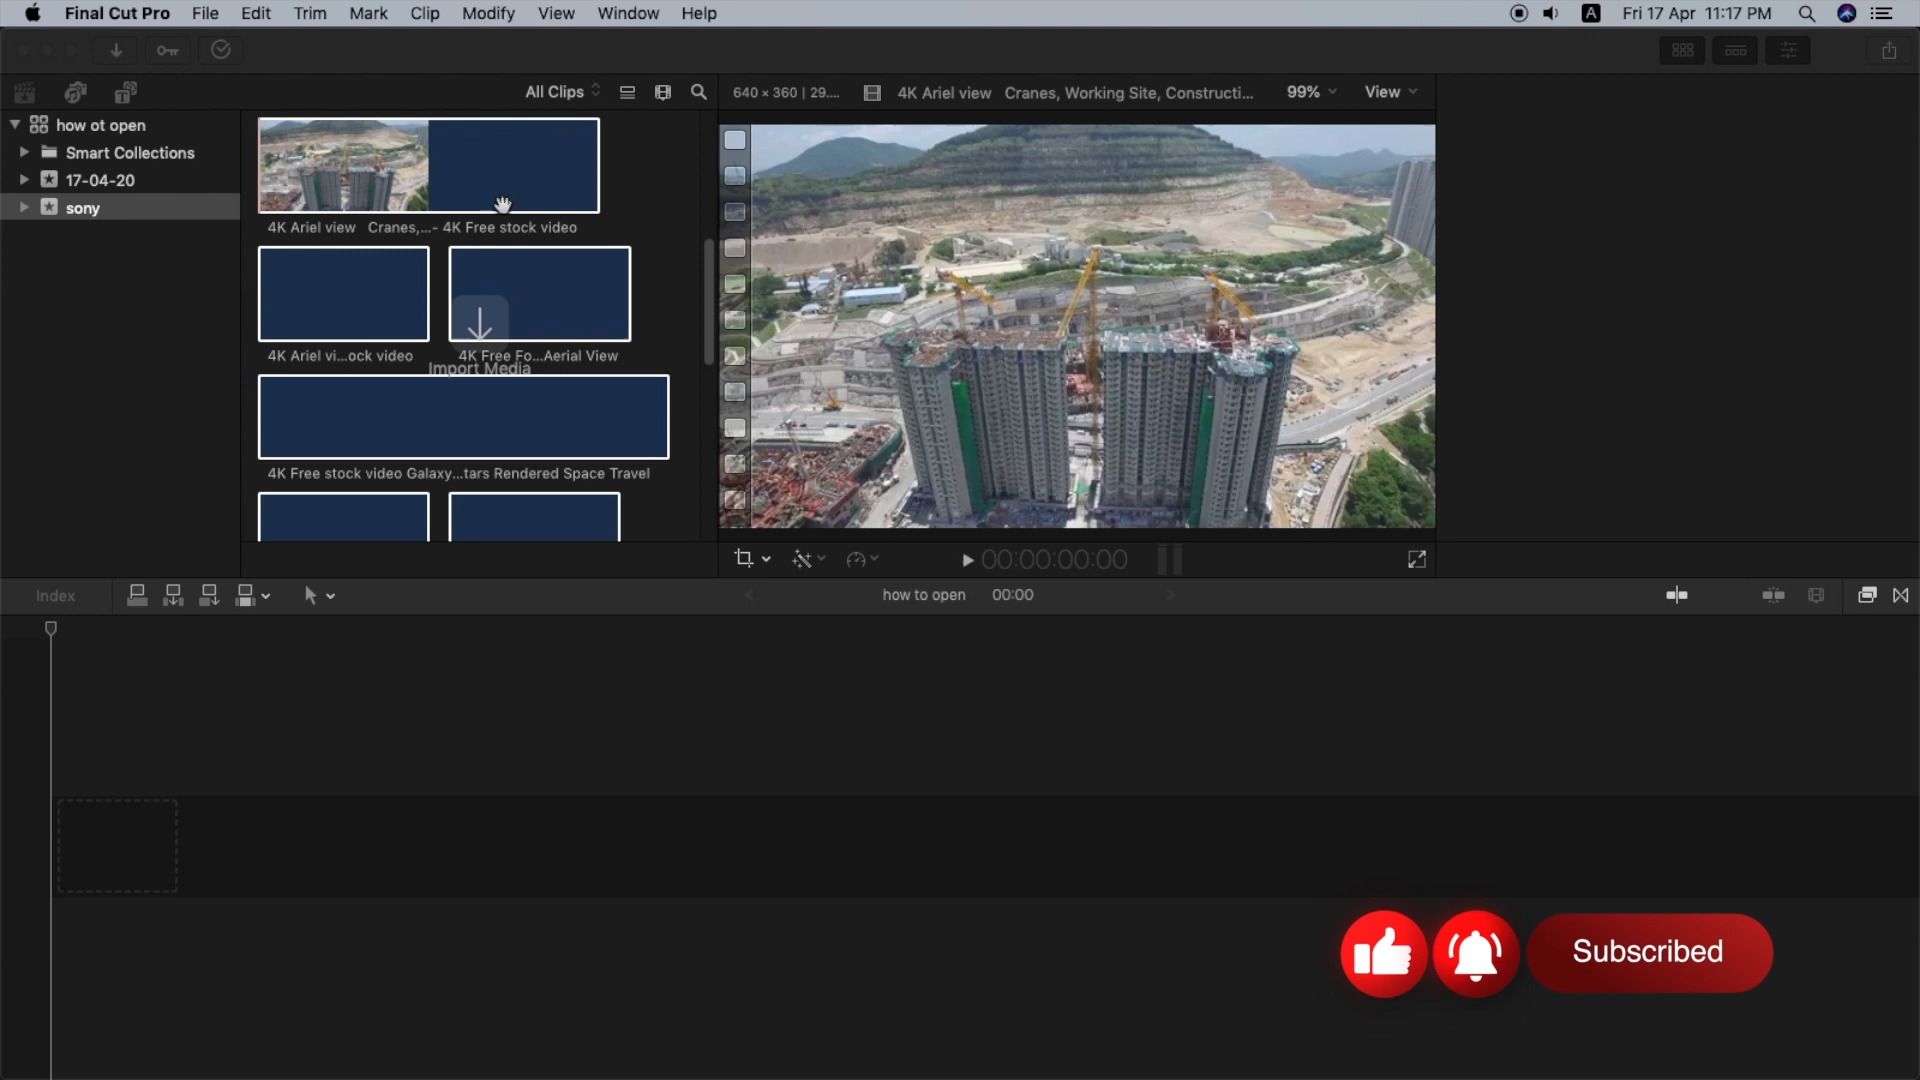 Final Cut Pro File Edit Trim Mark Clip Modify View Window Help A Fri 17 Apr 11:17 PM
All Clips
640 × 360 | 29.... 4K Ariel view Cranes, Working Site, Constructi... 99% View
how ot open
Smart Collections
17-04-20
sony
4K Ariel view Cranes,...- 4K Free stock video
4K Ariel vi...ock video 4K Free Fo...Aerial View
Import Media
4K Free stock video Galaxy...tars Rendered Space Travel
00:00:00:00
Index how to open 00:00
Subscribed